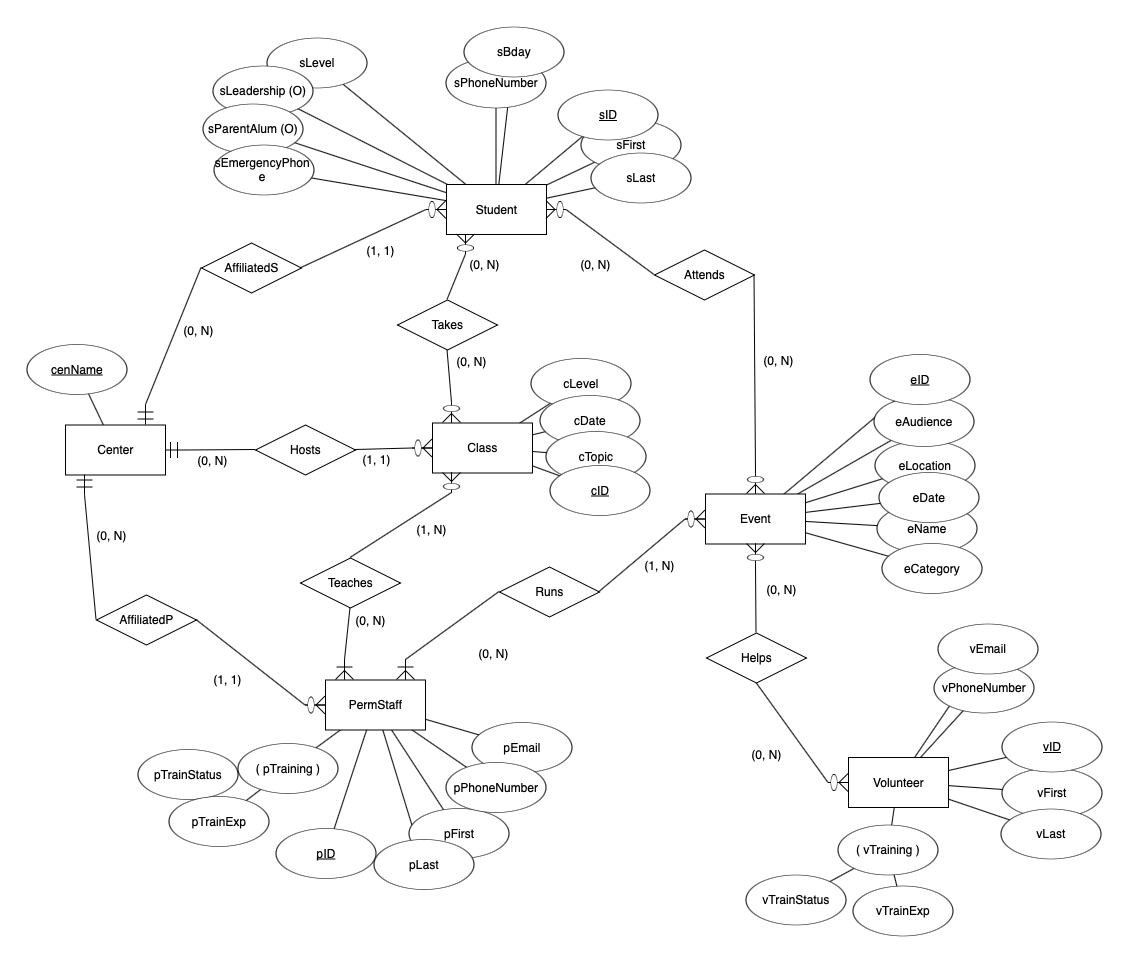 sBday
sLevel
sPhoneNumber
sLeadership (O)
sID
sParentAlum (O)
sFirst
sEmergencyPhon
e
sLast
Student
(1, 1)
(0, N)
(0, N)
AffiliatedS
Attends
Takes
(0, N)
(0, N)
(0, N)
cenName
cLevel
eID
cDate
eAudience
Center
Hosts
Class
(0, N)
(1, 1)
cTopic
eLocation
cID
eDate
Event
eName
(0, N)
(1, N)
eCategory
(1, N)
Teaches
Runs
(0, N)
AffiliatedP
(0, N)
(0, N)
Helps
vEmail
(1, 1)
vPhoneNumber
PermStaff
pEmail
vID
(0, N)
pTrainStatus
( pTraining )
pPhoneNumber
Volunteer
vFirst
pTrainExp
pFirst
vLast
pID
pLast
( vTraining )
vTrainStatus
vTrainExp